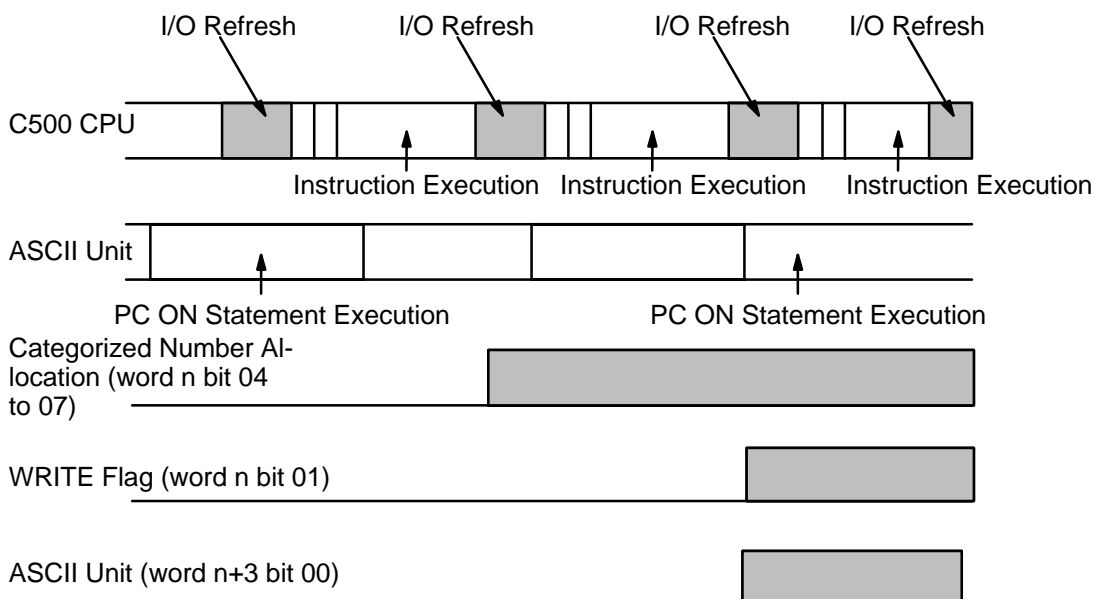 I/O Refresh I/O Refresh I/O Refresh I/O Refresh
C500 CPU
Instruction Execution Instruction Execution Instruction Execution
ASCII Unit
PC ON Statement Execution PC ON Statement Execution
Categorized Number Al-
location (word n bit 04
to 07)
WRITE Flag (word n bit 01)
ASCII Unit (word n+3 bit 00)